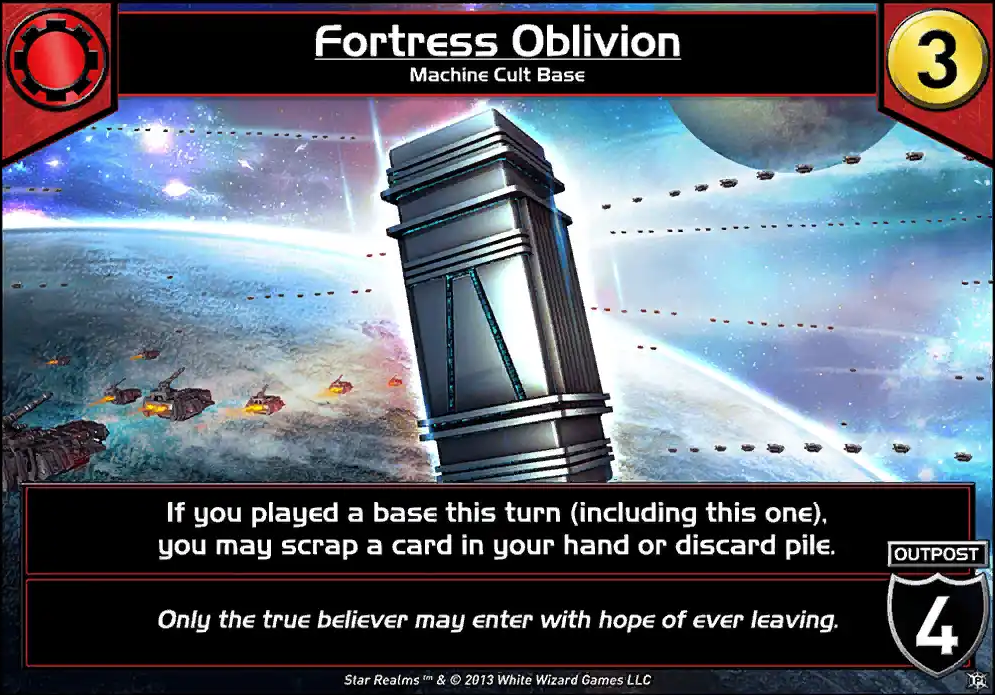 Fortress Oblivion
Machine Cult Base
3
If you played a base this turn (including this one),
you may scrap a card in your hand or discard pile.
OUTPOST
4
Only the true believer may enter with hope of ever leaving.
Star Realms™ & © 2013 White Wizard Games LLC